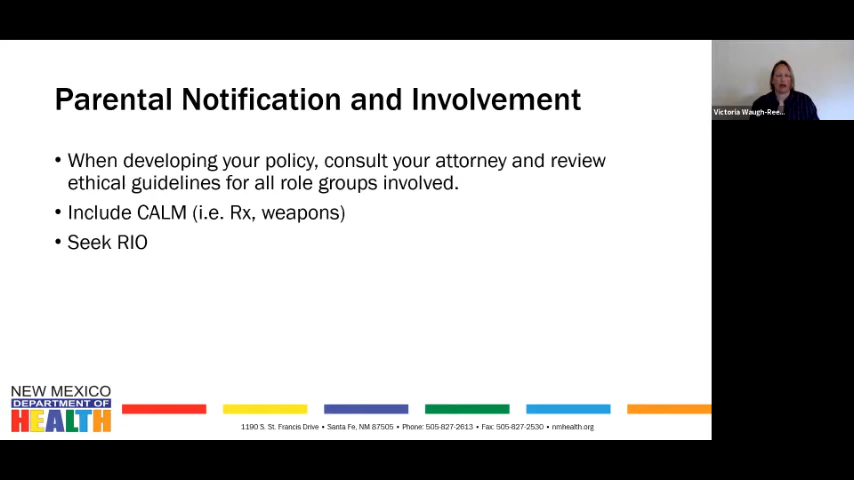 Parental Notification and Involvement
• When developing your policy, consult your attorney and review
ethical guidelines for all role groups involved.
• Include CALM (i.e. Rx, weapons)
• Seek RIO
Victoria Waugh-Ree...
NEW MEXICO
DEPARTMENT OF
HEALTH
1190 S. St. Francis Drive • Santa Fe, NM 87505 • Phone: 505-827-2613 • Fax: 505-827-2530 • nmhealth.org